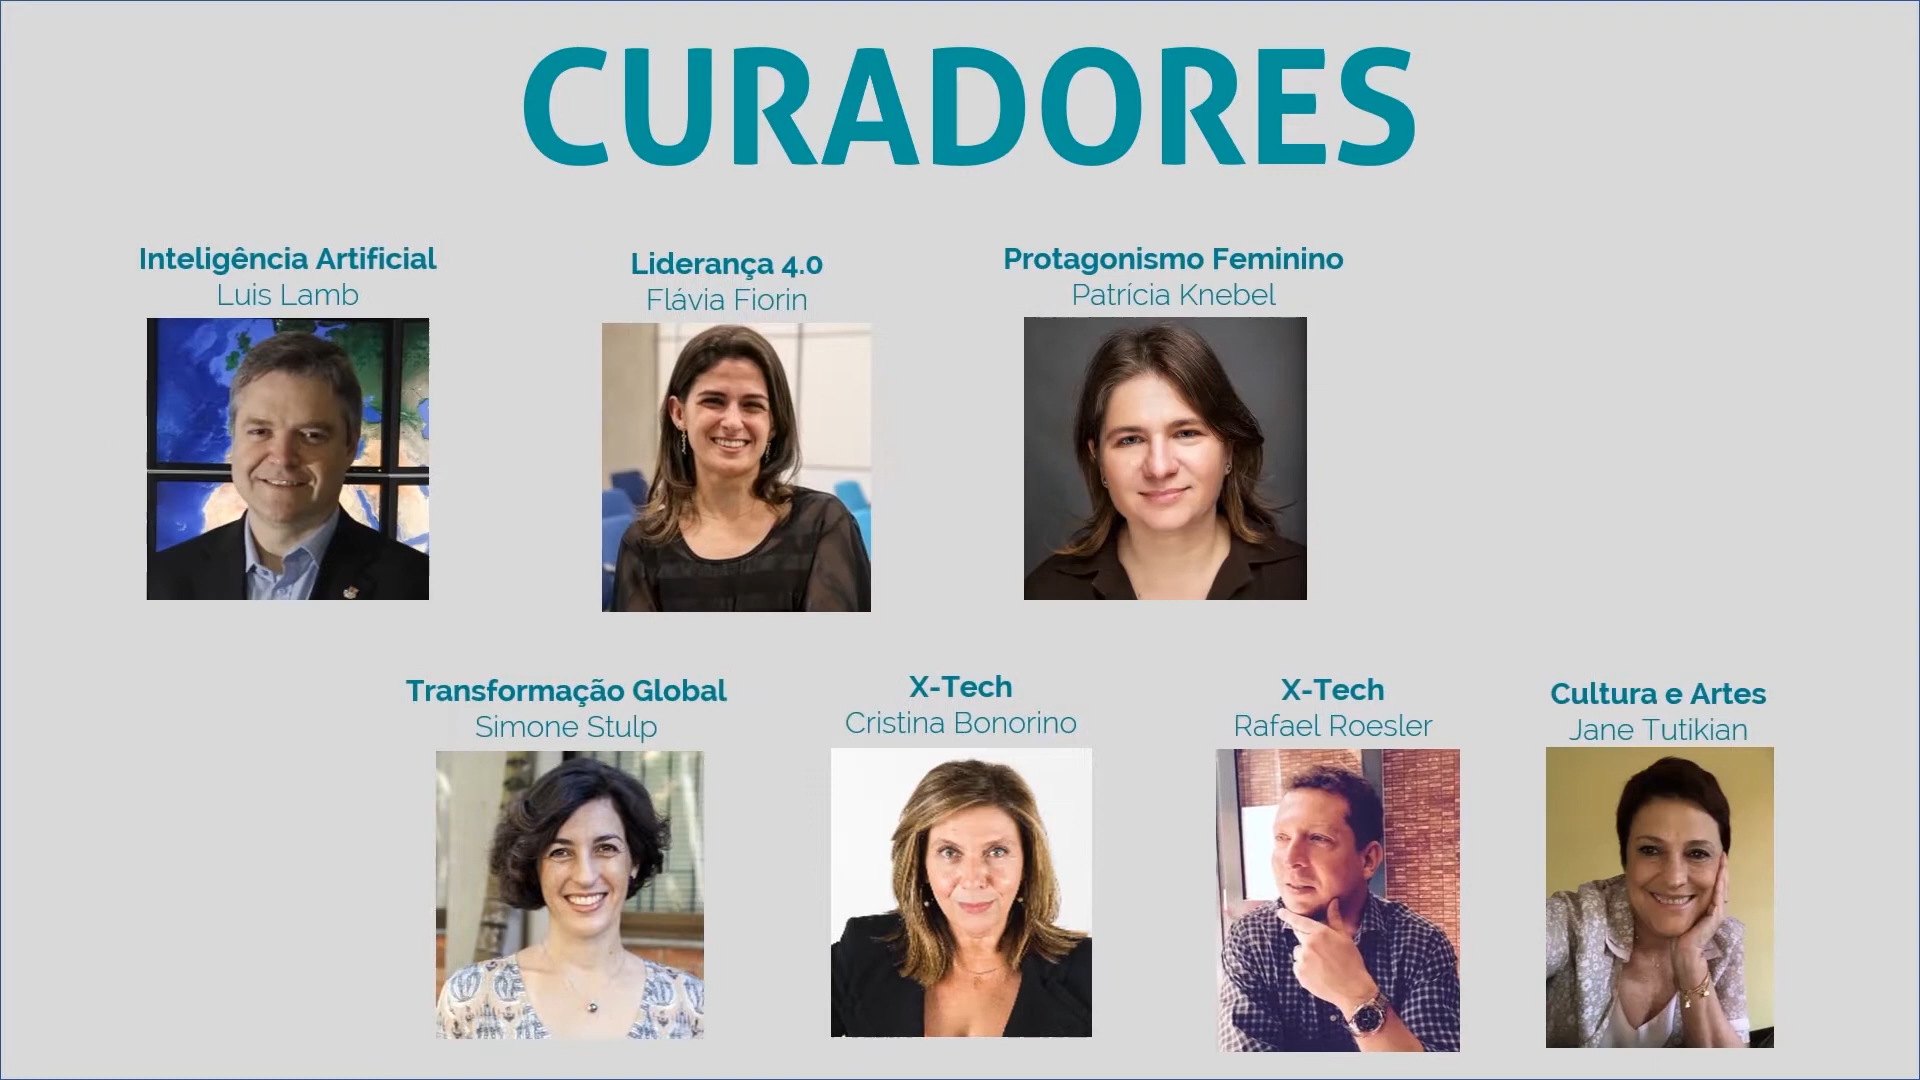 CURADORES
Inteligência Artificial
Luis Lamb
Liderança 4.0
Flávia Fiorin
Protagonismo Feminino
Patrícia Knebel
Transformação Global
Simone Stulp
X-Tech
Cristina Bonorino
X-Tech
Rafael Roesler
Cultura e Artes
Jane Tutikian